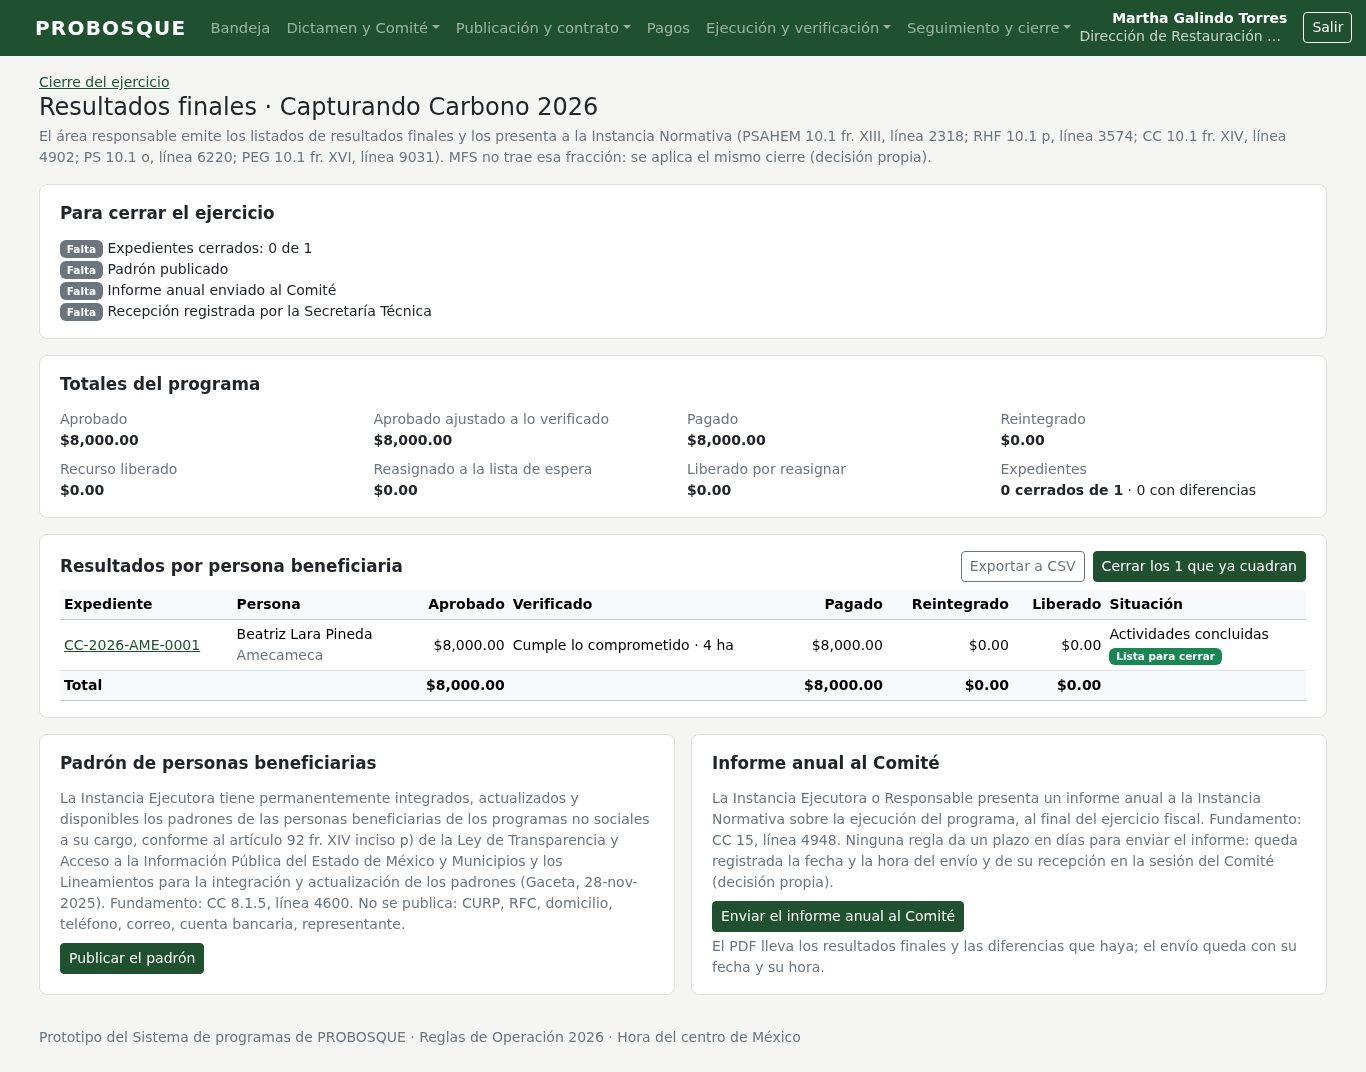 PROBOSQUE
Bandeja
Dictamen y Comité
Publicación y contrato
Pagos
Ejecución y verificación
Seguimiento y cierre
Martha Galindo Torres
Dirección de Restauración ...
Salir
Cierre del ejercicio
Resultados finales · Capturando Carbono 2026
El área responsable emite los listados de resultados finales y los presenta a la Instancia Normativa (PSAHEM 10.1 fr. XIII, línea 2318; RHF 10.1 p, línea 3574; CC 10.1 fr. XIV, línea
4902; PS 10.1 o, línea 6220; PEG 10.1 fr. XVI, línea 9031). MFS no trae esa fracción: se aplica el mismo cierre (decisión propia).
Para cerrar el ejercicio
Falta Expedientes cerrados: 0 de 1
Falta Padrón publicado
Falta Informe anual enviado al Comité
Falta Recepción registrada por la Secretaría Técnica
Totales del programa
Aprobado Aprobado ajustado a lo verificado Pagado Reintegrado
$8,000.00 $8,000.00 $8,000.00 $0.00
Recurso liberado Reasignado a la lista de espera Liberado por reasignar Expedientes
$0.00 $0.00 $0.00 0 cerrados de 1 · 0 con diferencias
Resultados por persona beneficiaria Exportar a CSV Cerrar los 1 que ya cuadran
Expediente Persona Aprobado Verificado Pagado Reintegrado Liberado Situación
CC-2026-AME-0001 Beatriz Lara Pineda $8,000.00 Cumple lo comprometido · 4 ha $8,000.00 $0.00 $0.00 Actividades concluidas
Amecameca Lista para cerrar
Total $8,000.00 $8,000.00 $0.00 $0.00
Padrón de personas beneficiarias
La Instancia Ejecutora tiene permanentemente integrados, actualizados y
disponibles los padrones de las personas beneficiarias de los programas no sociales
a su cargo, conforme al artículo 92 fr. XIV inciso p) de la Ley de Transparencia y
Acceso a la Información Pública del Estado de México y Municipios y los
Lineamientos para la integración y actualización de los padrones (Gaceta, 28-nov-
2025). Fundamento: CC 8.1.5, línea 4600. No se publica: CURP, RFC, domicilio,
teléfono, correo, cuenta bancaria, representante.
Publicar el padrón
Informe anual al Comité
La Instancia Ejecutora o Responsable presenta un informe anual a la Instancia
Normativa sobre la ejecución del programa, al final del ejercicio fiscal. Fundamento:
CC 15, línea 4948. Ninguna regla da un plazo en días para enviar el informe: queda
registrada la fecha y la hora del envío y de su recepción en la sesión del Comité
(decisión propia).
Enviar el informe anual al Comité
El PDF lleva los resultados finales y las diferencias que haya; el envío queda con su
fecha y su hora.
Prototipo del Sistema de programas de PROBOSQUE · Reglas de Operación 2026 · Hora del centro de México